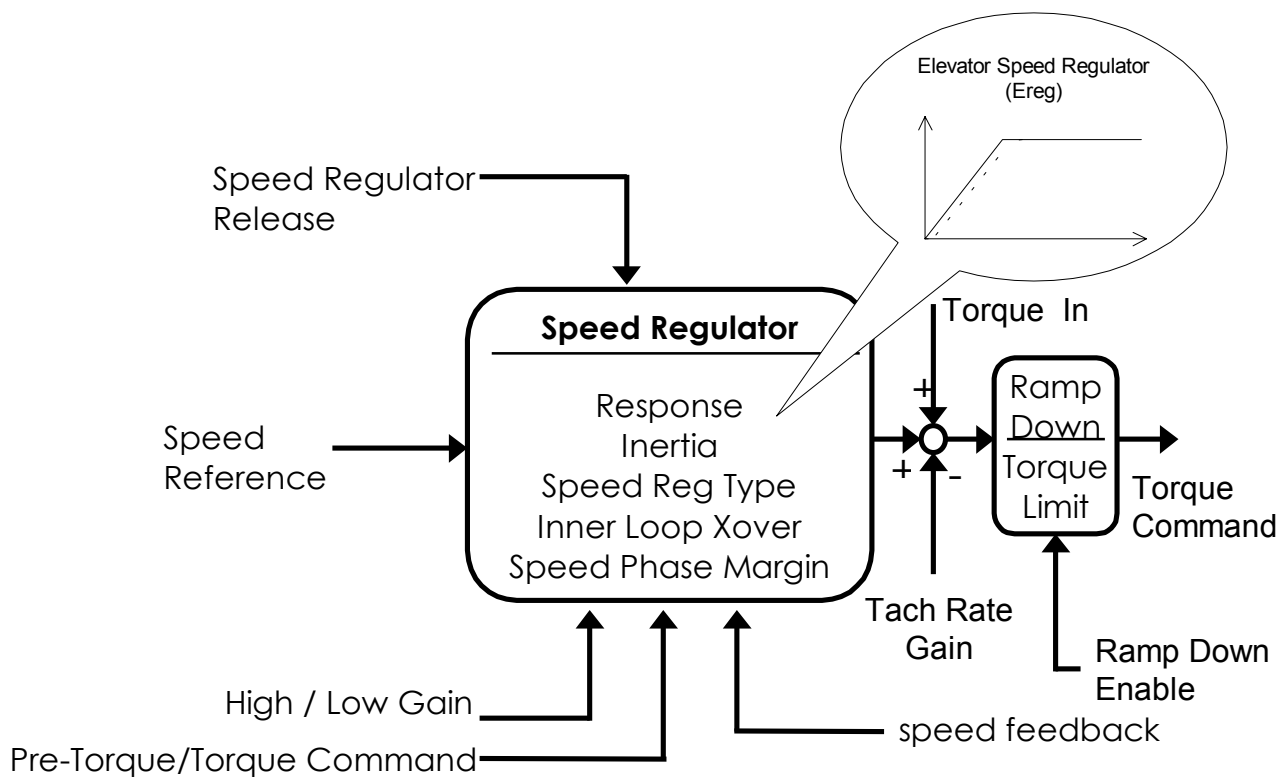 Elevator Speed Regulator
(Ereg)
Speed Regulator
Release
Speed Regulator
Torque In
Response
Inertia
Speed Reg Type
Inner Loop Xover
Speed Phase Margin
Speed
Reference
+
+
-
Ramp
Down
Torque
Limit
Torque
Command
Tach Rate
Gain
Ramp Down
Enable
High / Low Gain
speed feedback
Pre-Torque/Torque Command